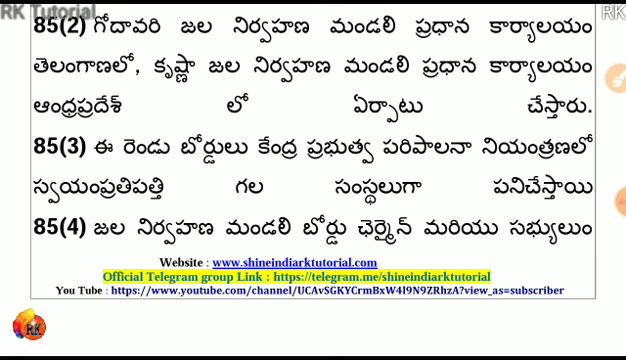 RK Tutorial
RK
85(2) గోదావరి జల నిర్వహణ మండలి ప్రధాన కార్యాలయం
తెలంగాణలో, కృష్ణా జల నిర్వహణ మండలి ప్రధాన కార్యాలయం
ఆంధ్రప్రదేశ్ లో ఏర్పాటు చేస్తారు.
85(3) ఈ రెండు బోర్డులు కేంద్ర ప్రభుత్వ పరిపాలనా నియంత్రణలో
స్వయంప్రతిపత్తి గల సంస్థలుగా పనిచేస్తాయి
85(4) జల నిర్వహణ మండలి బోర్డు ఛైర్మైన్ మరియు సభ్యులుం
Website : www.shineindiarktutorial.com
Official Telegram group Link : https://telegram.me/shineindiarktutorial
You Tube : https://www.youtube.com/channel/UCAvSGKYCrmBxW4l9N9ZRhzA?view_as=subscriber
RK